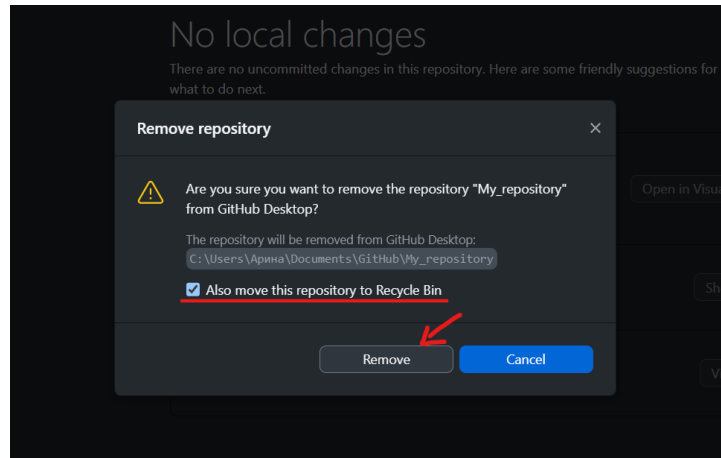 No local changes
There are no uncommitted changes in this repository. Here are some friendly suggestions for
what to do next.
Remove repository
Are you sure you want to remove the repository "My_repository"
from GitHub Desktop?
Open in Visu
The repository will be removed from GitHub Desktop:
C:\Users\Арина\Documents\GitHub\My_repository
Also move this repository to Recycle Bin
Sh
Remove
Cancel
V